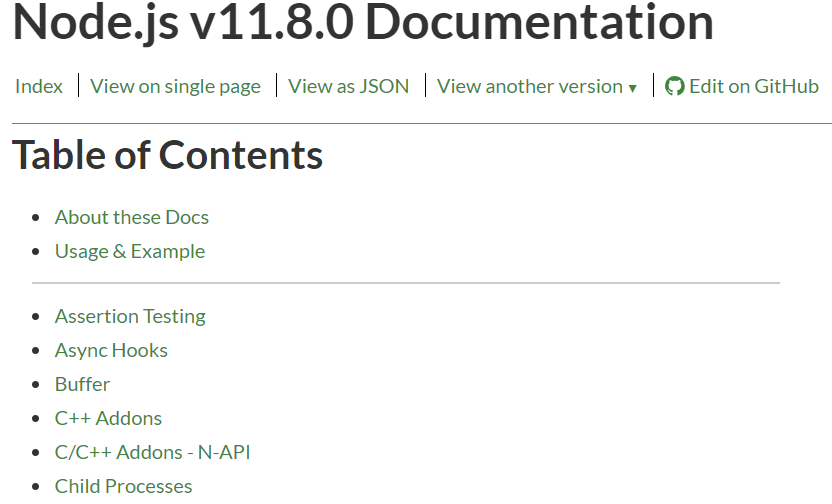 Node.js v11.8.0 Documentation
Index | View on single page | View as JSON | View another version ▼ | Edit on GitHub
Table of Contents
• About these Docs
• Usage & Example
• Assertion Testing
• Async Hooks
• Buffer
• C++ Addons
• C/C++ Addons - N-API
• Child Processes